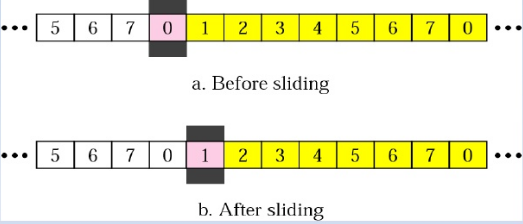 ••• 5 6 7 0 1 2 3 4 5 6 7 0 •••
a. Before sliding
••• 5 6 7 0 1 2 3 4 5 6 7 0 •••
b. After sliding